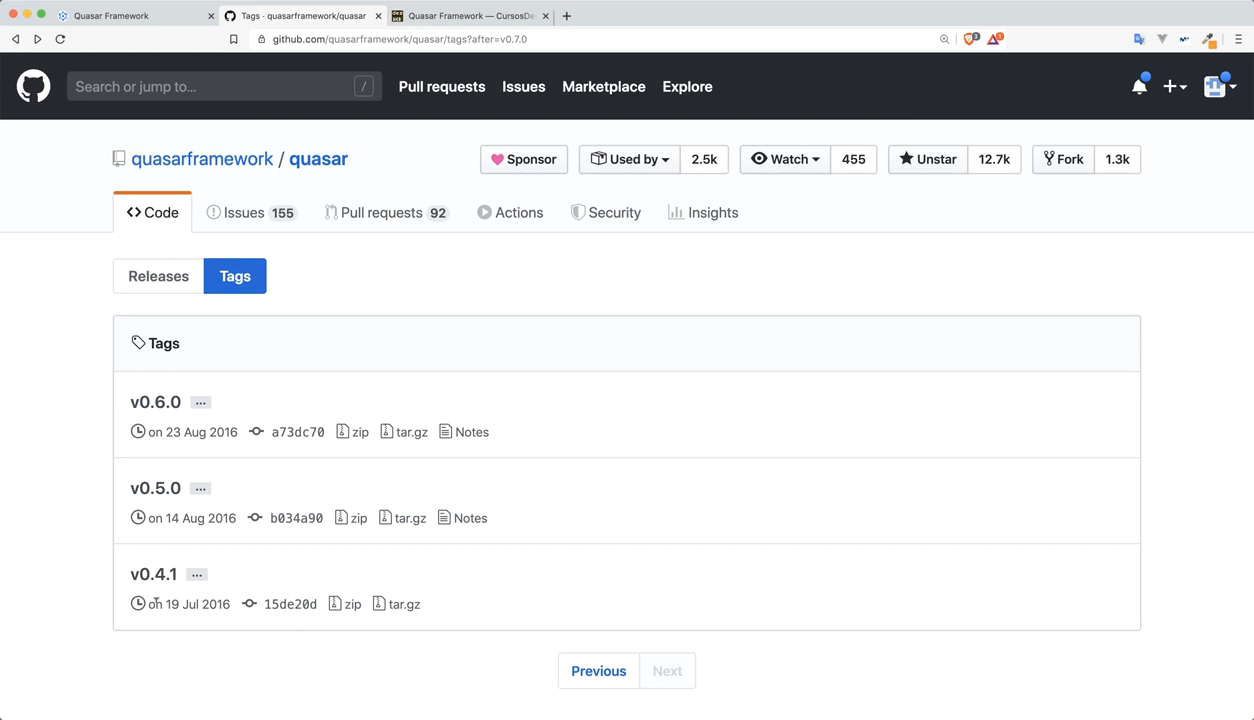 Quasar Framework
Tags · quasarframework/quasar
Quasar Framework — CursosDe
github.com/quasarframework/quasar/tags?after=v0.7.0
Search or jump to...
/
Pull requests
Issues
Marketplace
Explore
quasarframework / quasar
Sponsor
Used by
2.5k
Watch
455
Unstar
12.7k
Fork
1.3k
Code
Issues 155
Pull requests 92
Actions
Security
Insights
Releases
Tags
Tags
v0.6.0 ...
on 23 Aug 2016 a73dc70 zip tar.gz Notes
v0.5.0 ...
on 14 Aug 2016 b034a90 zip tar.gz Notes
v0.4.1 ...
on 19 Jul 2016 15de20d zip tar.gz
Previous
Next